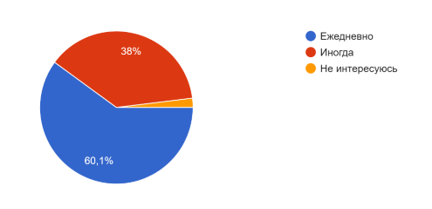 38%
60,1%
Ежедневно
Иногда
Не интересуюсь